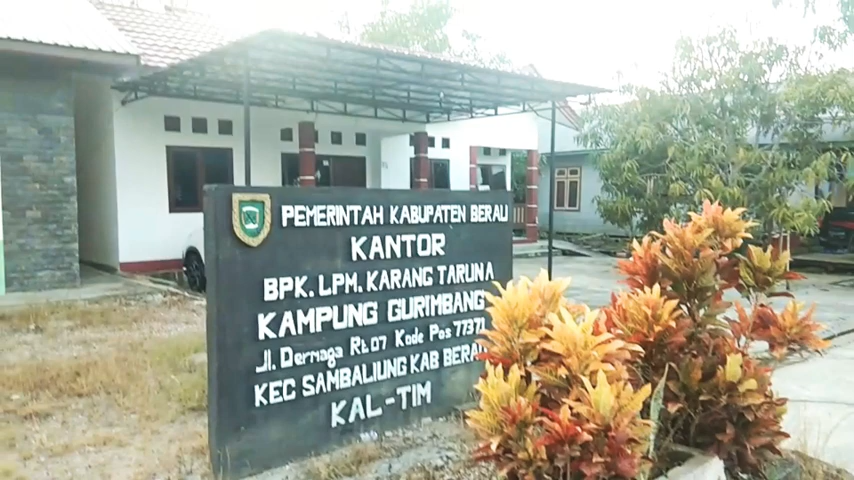 PEMERINTAH KABUPATEN BERAU
KANTOR
BPK. LPM. KARANG TARUNA
KAMPUNG GURIMBANG
JL. Dermaga Rt. 07 Kode Pos 77371
KEC SAMBALIUNG KAB BERAU
KAL - TIM